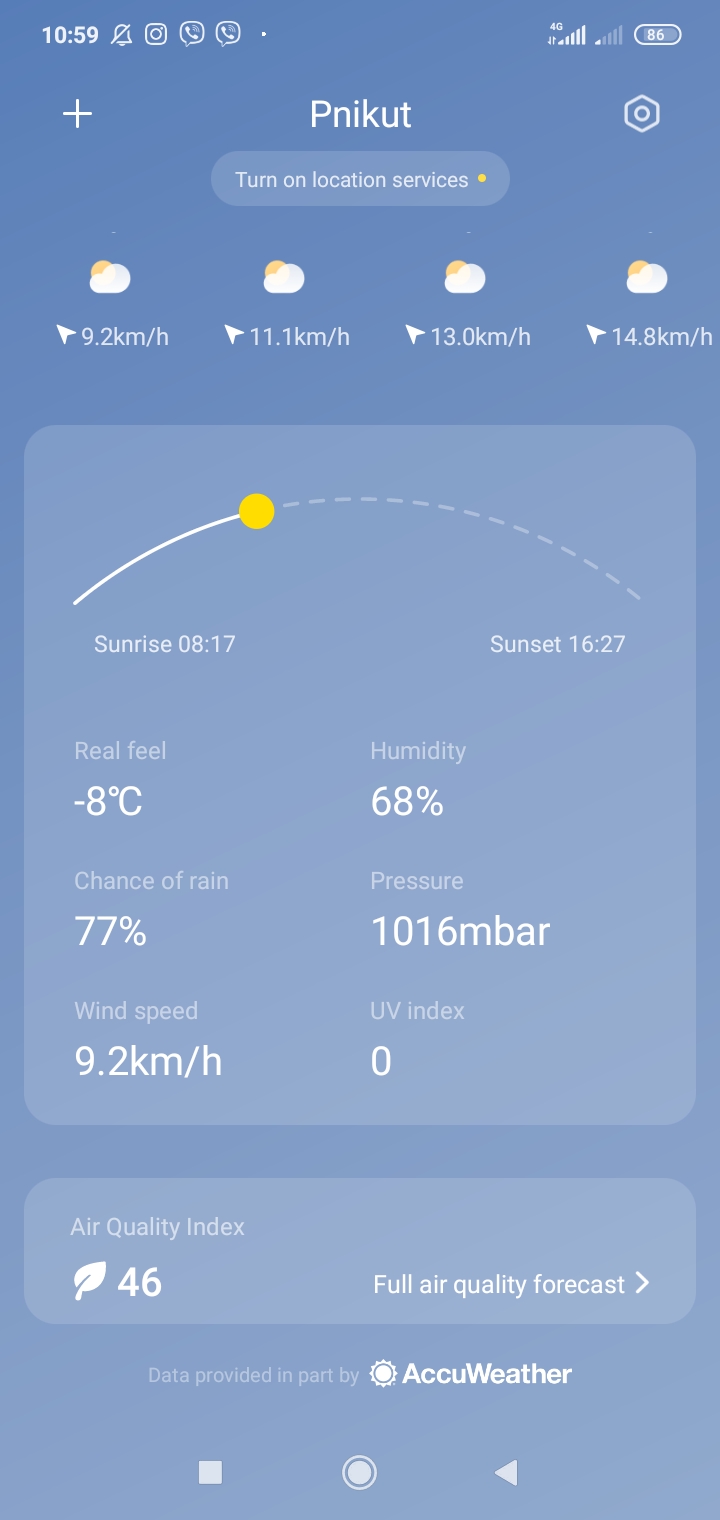 10:59
4G
86
Pnikut
Turn on location services
9.2km/h 11.1km/h 13.0km/h 14.8km/h
Sunrise 08:17 Sunset 16:27
Real feel Humidity
-8℃ 68%
Chance of rain Pressure
77% 1016mbar
Wind speed UV index
9.2km/h 0
Air Quality Index
46 Full air quality forecast
Data provided in part by AccuWeather